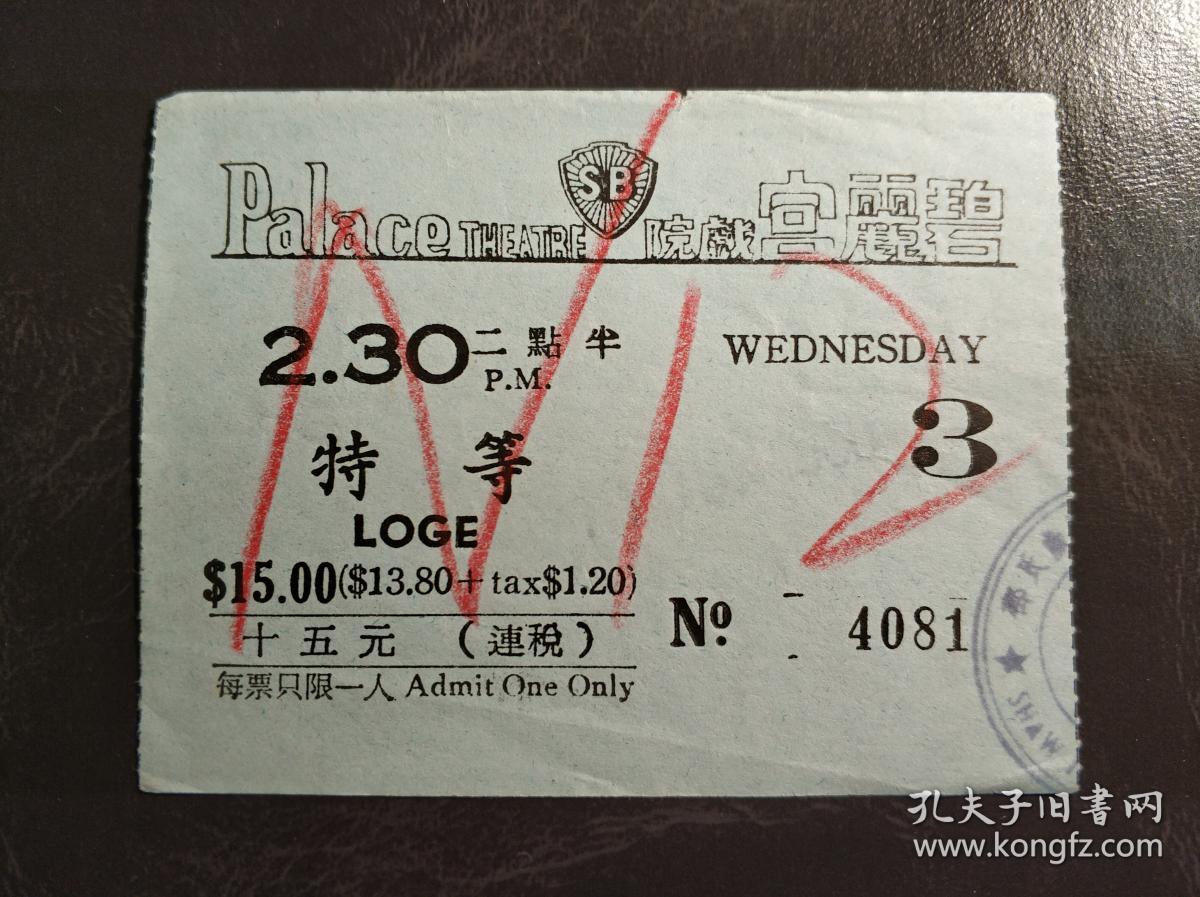 Palace THEATRE SB 院戲宮麗碧
2.30 二點半
P.M.
WEDNESDAY
3
特等
LOGE
$15.00($13.80+tax$1.20)
十五元（連稅）
每票只限一人 Admit One Only
No 4081
N12
SHAW
孔夫子旧书网
www.kongfz.com